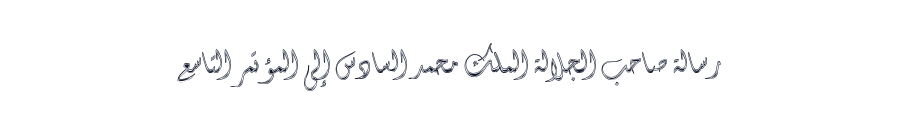 رسالة صاحب الجلالة الملك محمد السادس إلى المؤتمر التاسع